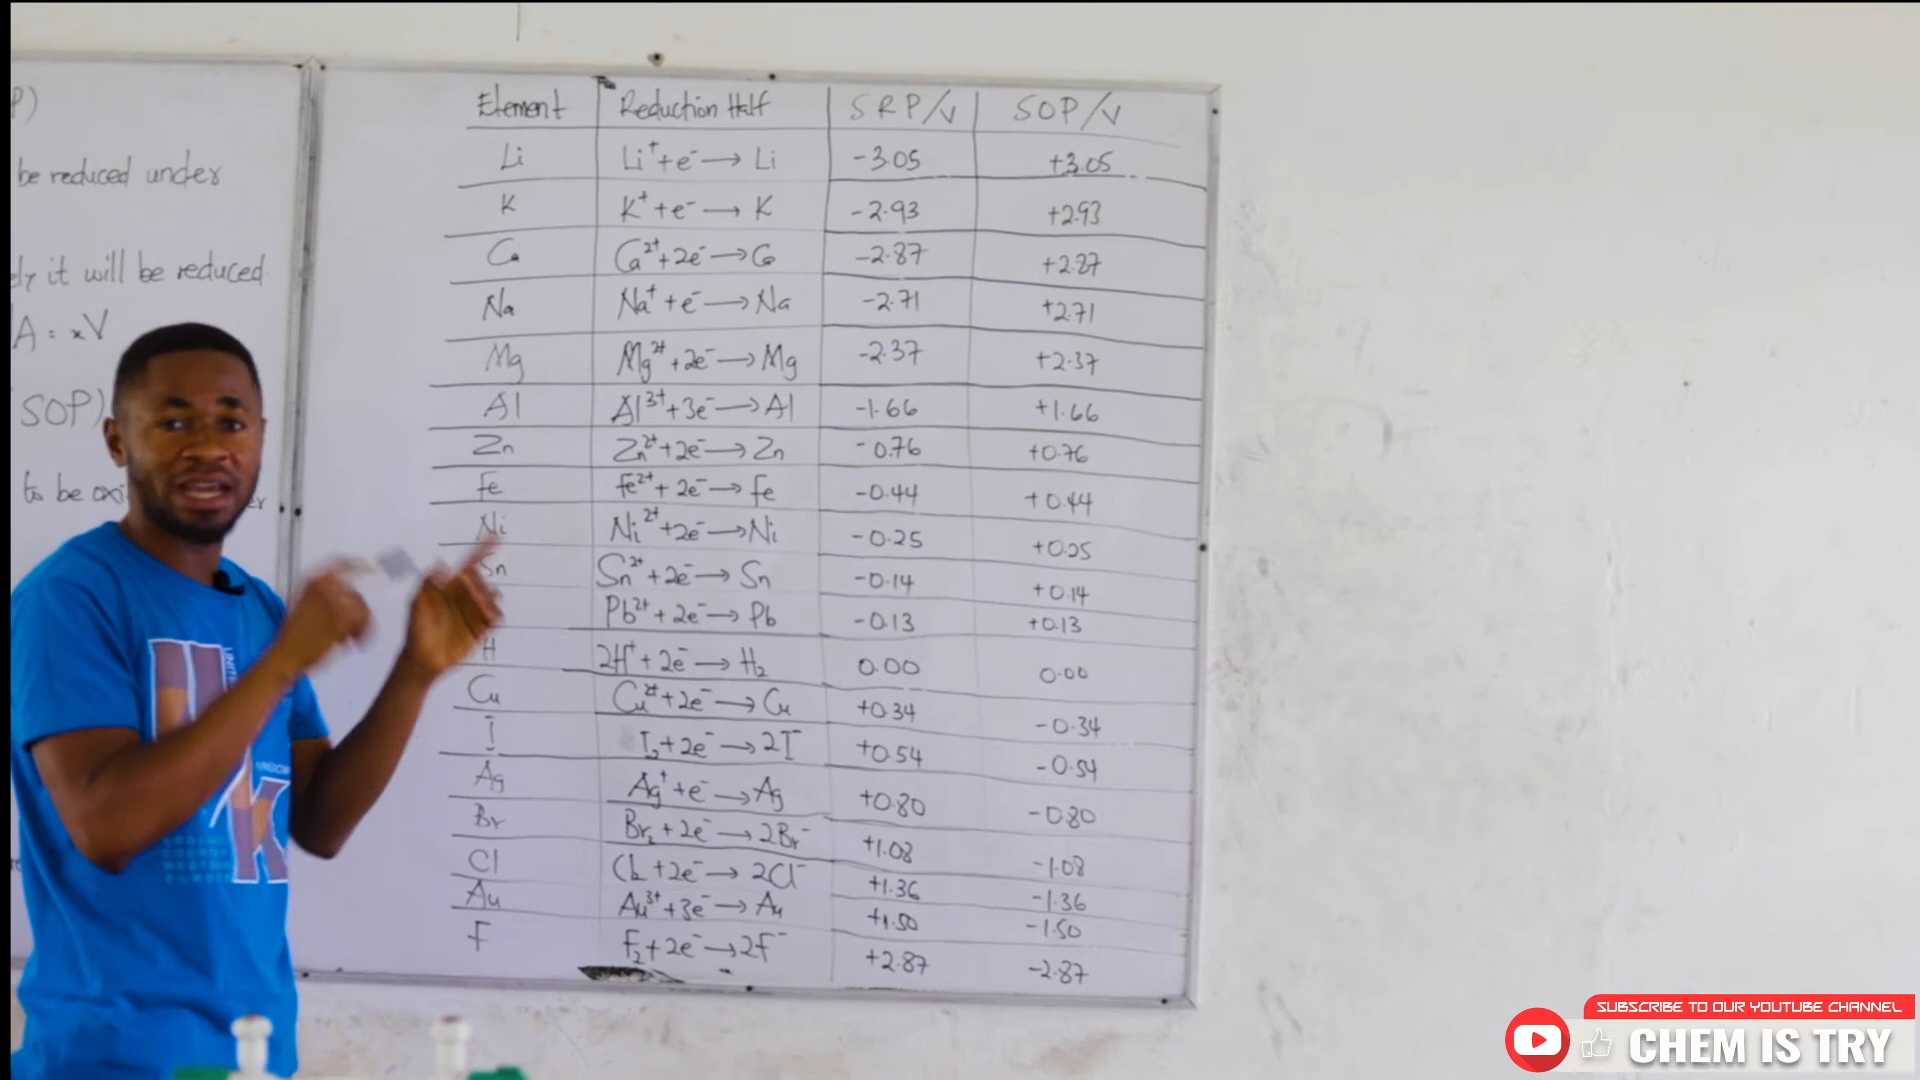 P)
be reduced under
ely it will be reduced
A = xV
(SOP)
to be oxi er
Element Reduction Half SRP/V SOP/V
Li Li⁺ + e⁻ → Li -3.05 +3.05
K K⁺ + e⁻ → K -2.93 +2.93
Ca Ca²⁺ + 2e⁻ → Ca -2.87 +2.87
Na Na⁺ + e⁻ → Na -2.71 +2.71
Mg Mg²⁺ + 2e⁻ → Mg -2.37 +2.37
Al Al³⁺ + 3e⁻ → Al -1.66 +1.66
Zn Zn²⁺ + 2e⁻ → Zn -0.76 +0.76
Fe Fe²⁺ + 2e⁻ → Fe -0.44 +0.44
Ni Ni²⁺ + 2e⁻ → Ni -0.25 +0.25
Sn Sn²⁺ + 2e⁻ → Sn -0.14 +0.14
Pb²⁺ + 2e⁻ → Pb -0.13 +0.13
H 2H⁺ + 2e⁻ → H₂ 0.00 0.00
Cu Cu²⁺ + 2e⁻ → Cu +0.34 -0.34
I I₂ + 2e⁻ → 2I⁻ +0.54 -0.54
Ag Ag⁺ + e⁻ → Ag +0.80 -0.80
Br Br₂ + 2e⁻ → 2Br⁻ +1.08 -1.08
Cl Cl₂ + 2e⁻ → 2Cl⁻ +1.36 -1.36
Au Au³⁺ + 3e⁻ → Au +1.50 -1.50
F F₂ + 2e⁻ → 2F⁻ +2.87 -2.87
SUBSCRIBE TO OUR YOUTUBE CHANNEL
CHEM IS TRY